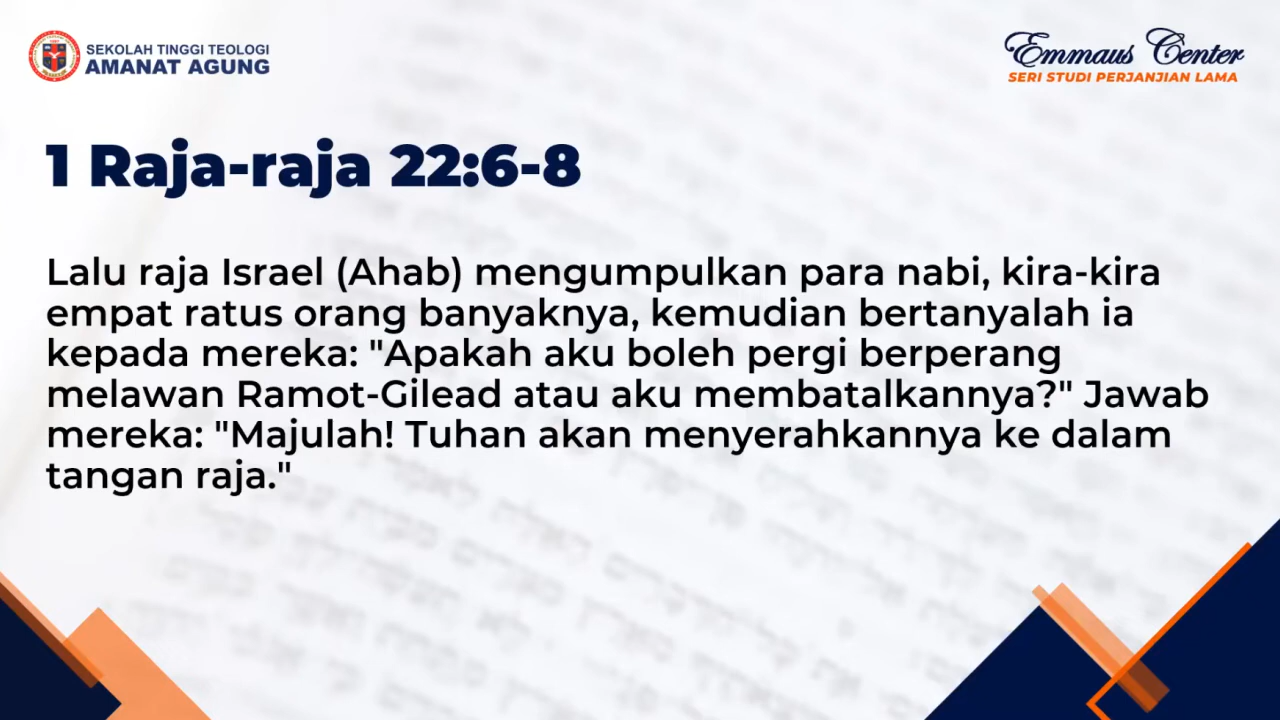 SEKOLAH TINGGI TEOLOGI
AMANAT AGUNG
Emmaus Center
SERI STUDI PERJANJIAN LAMA
1 Raja-raja 22:6-8
Lalu raja Israel (Ahab) mengumpulkan para nabi, kira-kira
empat ratus orang banyaknya, kemudian bertanyalah ia
kepada mereka: "Apakah aku boleh pergi berperang
melawan Ramot-Gilead atau aku membatalkannya?" Jawab
mereka: "Majulah! Tuhan akan menyerahkannya ke dalam
tangan raja."